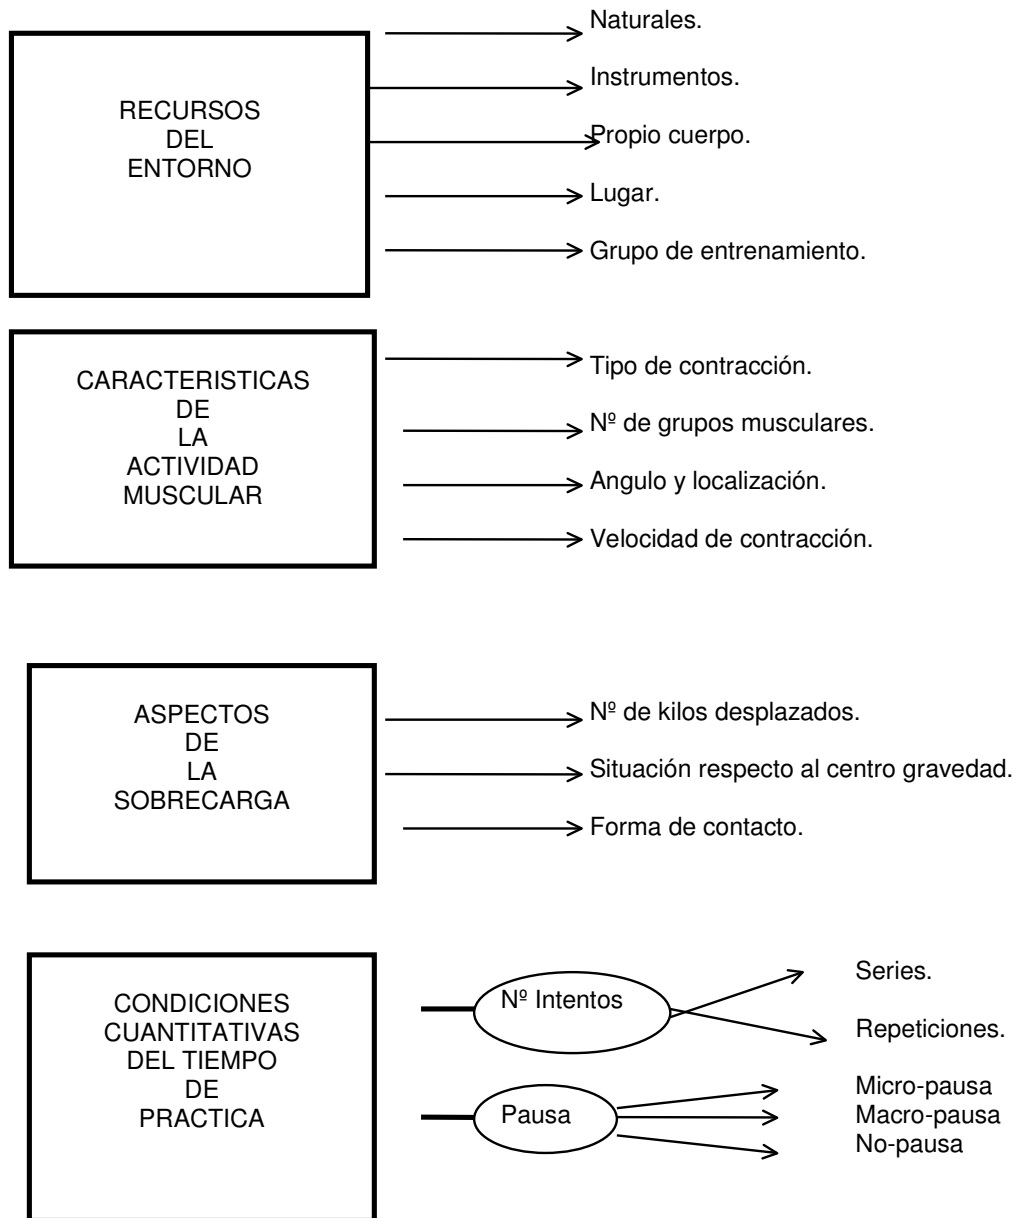 RECURSOS
DEL
ENTORNO
Naturales.
Instrumentos.
Propio cuerpo.
Lugar.
Grupo de entrenamiento.
CARACTERISTICAS
DE
LA
ACTIVIDAD
MUSCULAR
Tipo de contracción.
Nº de grupos musculares.
Angulo y localización.
Velocidad de contracción.
ASPECTOS
DE
LA
SOBRECARGA
Nº de kilos desplazados.
Situación respecto al centro gravedad.
Forma de contacto.
CONDICIONES
CUANTITATIVAS
DEL TIEMPO
DE
PRACTICA
Nº Intentos
Series.
Repeticiones.
Pausa
Micro-pausa
Macro-pausa
No-pausa